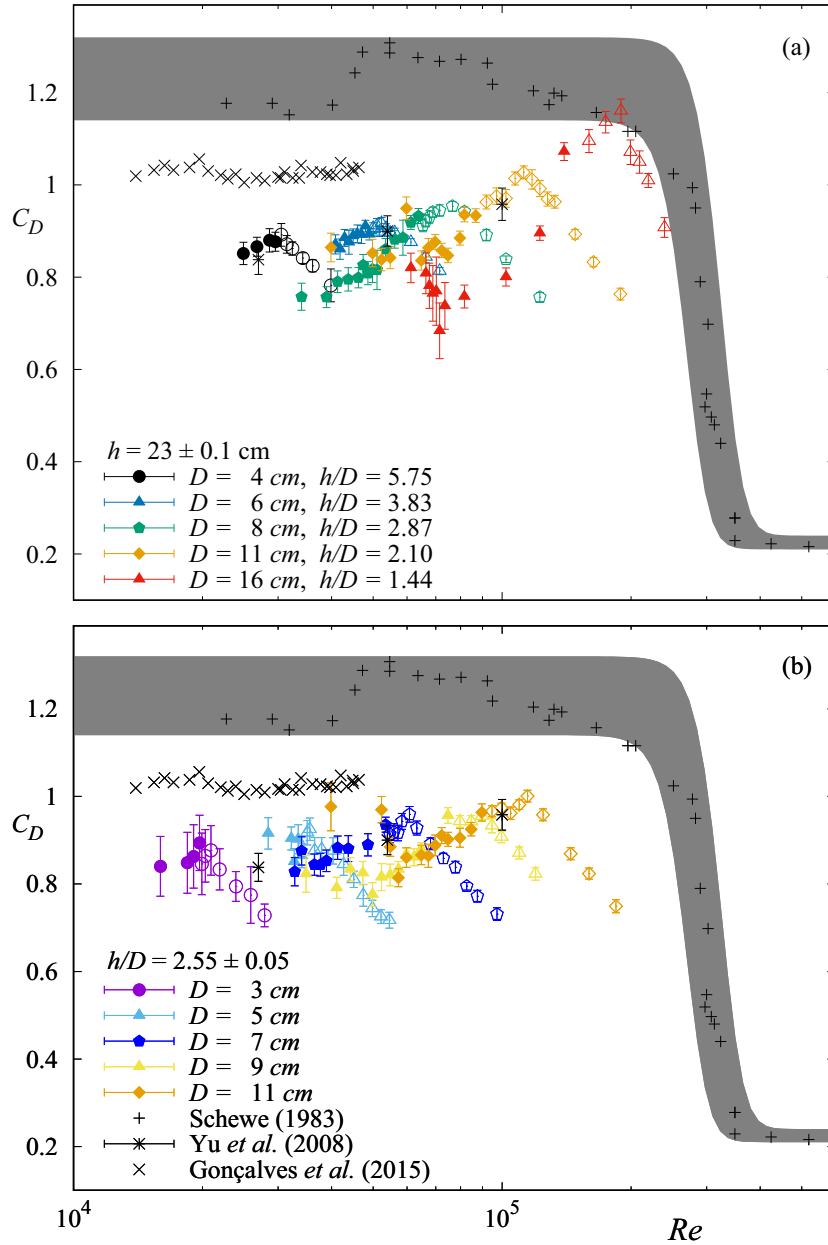 (a)
1.2
1
C_D
0.8
0.6
0.4
0.2
h = 23 ± 0.1 cm
D = 4 cm, h/D = 5.75
D = 6 cm, h/D = 3.83
D = 8 cm, h/D = 2.87
D = 11 cm, h/D = 2.10
D = 16 cm, h/D = 1.44
(b)
1.2
1
C_D
0.8
0.6
0.4
0.2
h/D = 2.55 ± 0.05
D = 3 cm
D = 5 cm
D = 7 cm
D = 9 cm
D = 11 cm
Schewe (1983)
Yu et al. (2008)
Gonçalves et al. (2015)
10^4
10^5
Re